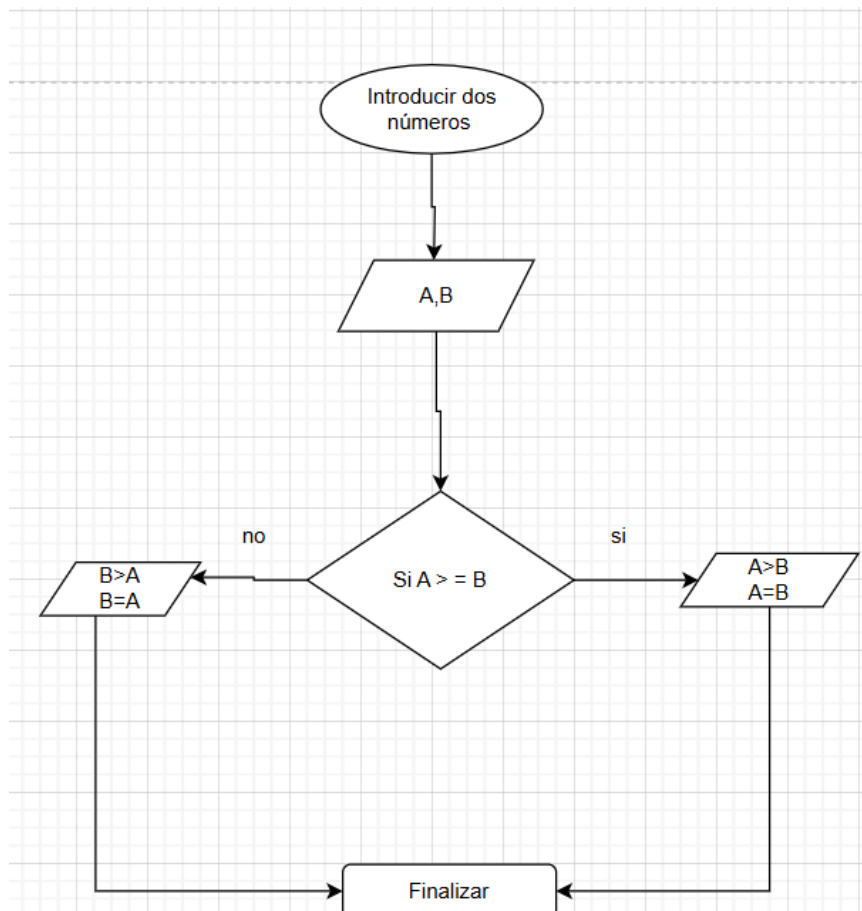 Introducir dos
números
A,B
no
si
Si A > = B
B>A
B=A
A>B
A=B
Finalizar